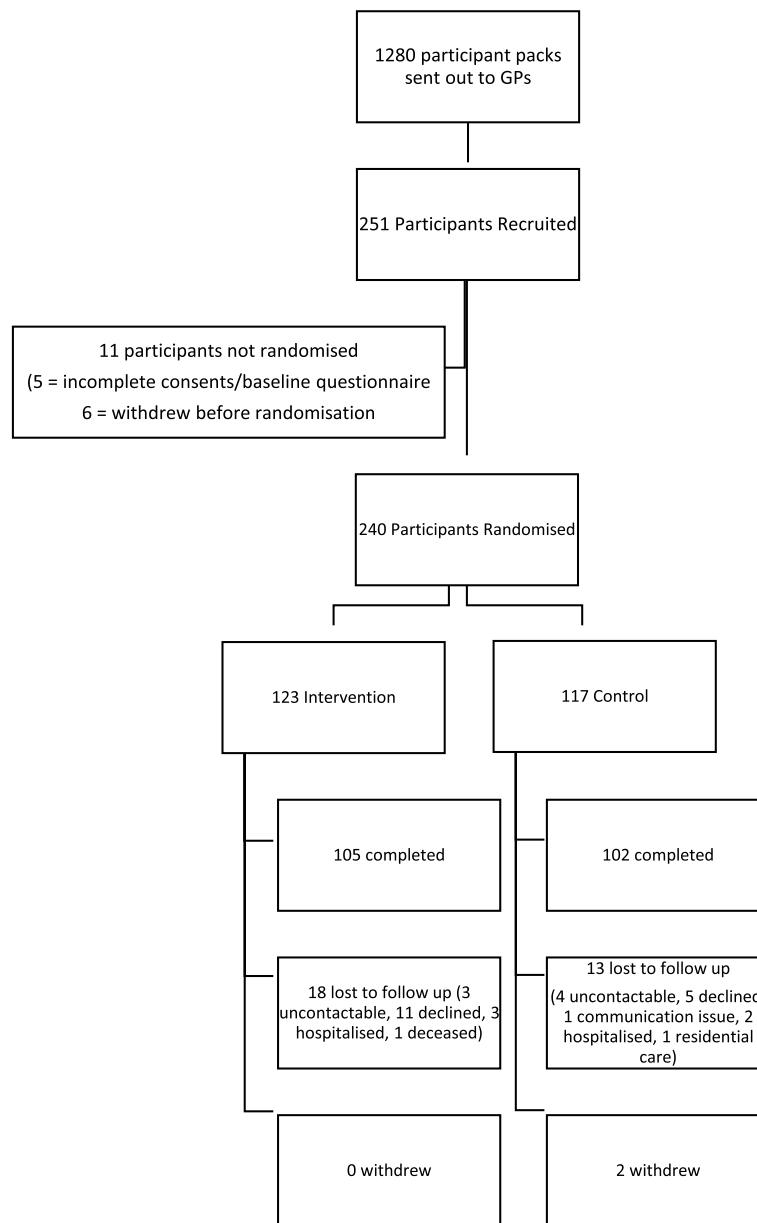 1280 participant packs
sent out to GPs
251 Participants Recruited
11 participants not randomised
(5 = incomplete consents/baseline questionnaire
6 = withdrew before randomisation
240 Participants Randomised
123 Intervention
117 Control
105 completed
102 completed
18 lost to follow up (3
uncontactable, 11 declined, 3
hospitalised, 1 deceased)
13 lost to follow up
(4 uncontactable, 5 declined
1 communication issue, 2
hospitalised, 1 residential
care)
0 withdrew
2 withdrew